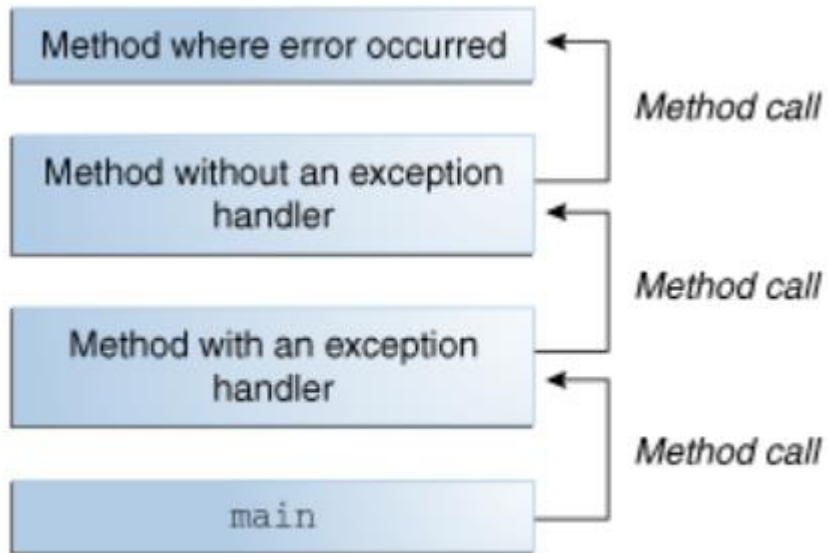 Method where error occurred
Method call
Method without an exception
handler
Method call
Method with an exception
handler
Method call
main